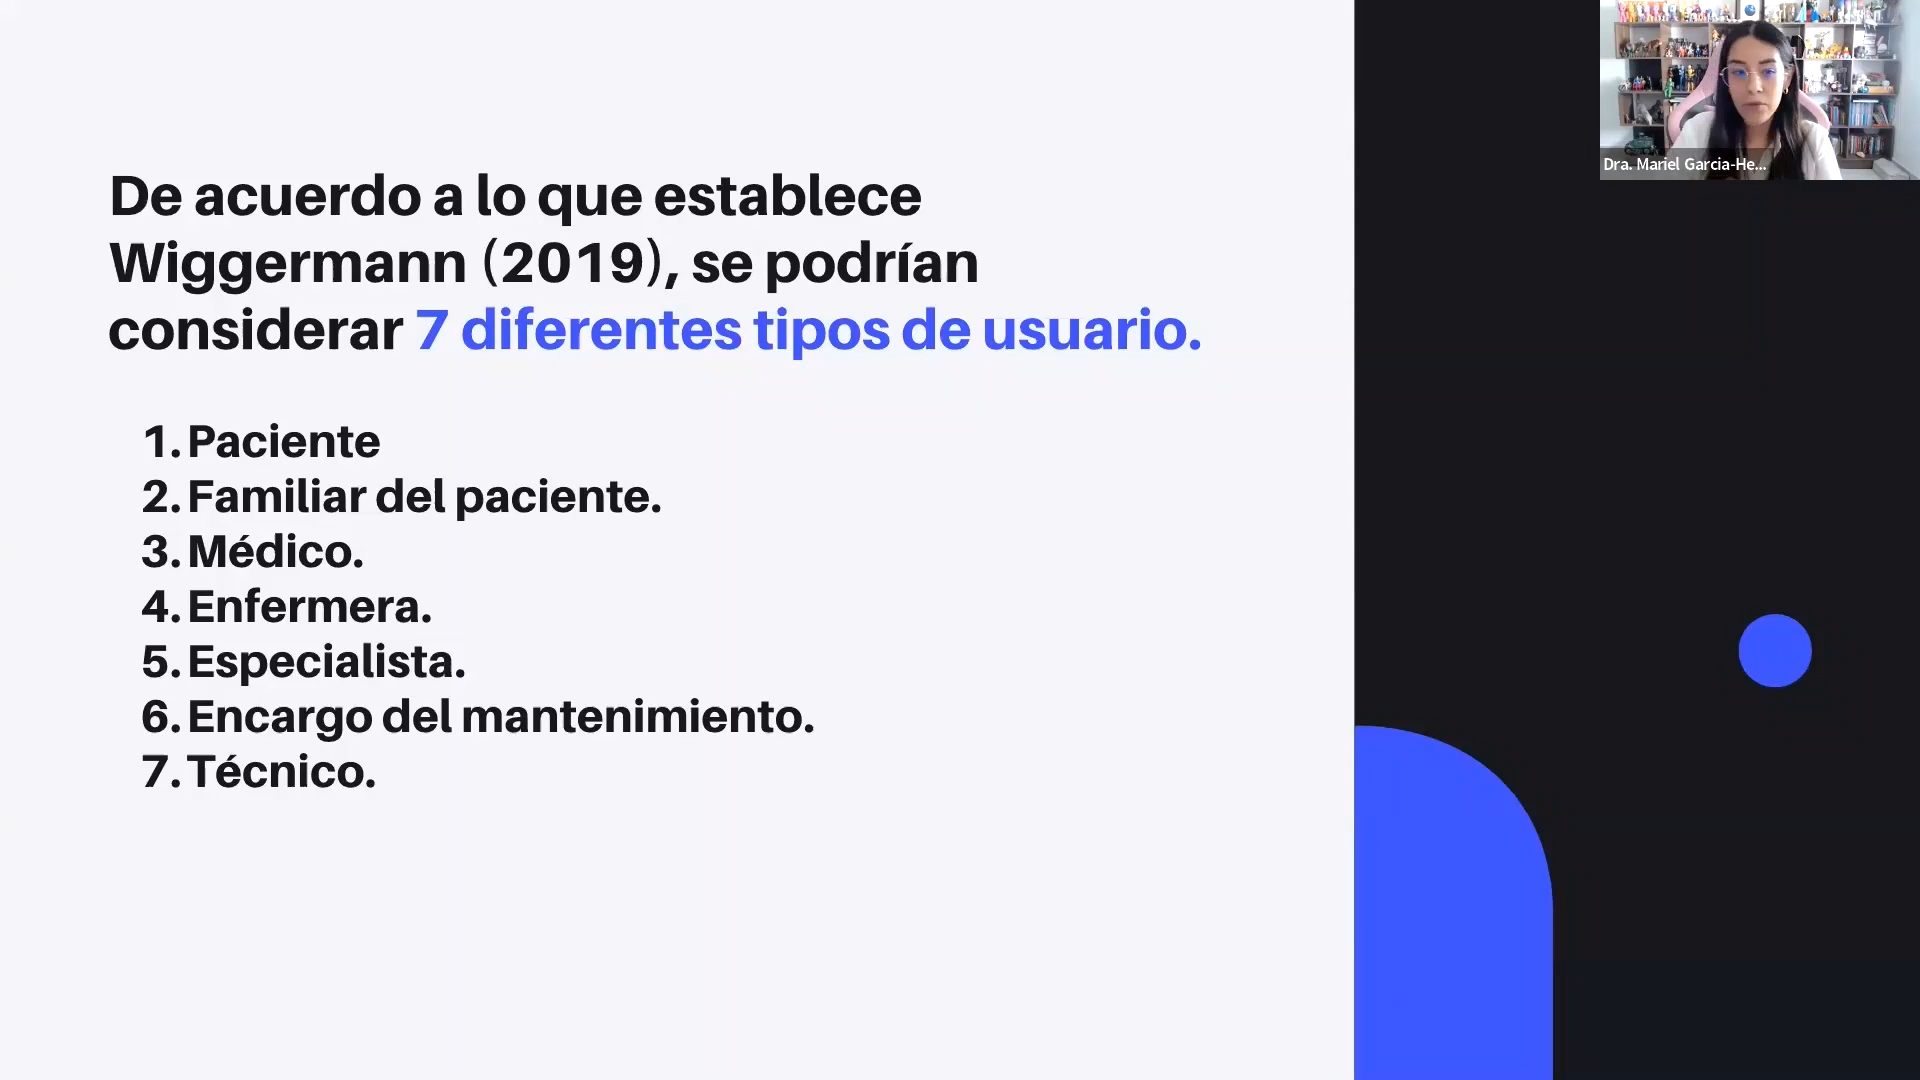 De acuerdo a lo que establece
Wiggermann (2019), se podrían
considerar 7 diferentes tipos de usuario.
1. Paciente
2. Familiar del paciente.
3. Médico.
4. Enfermera.
5. Especialista.
6. Encargo del mantenimiento.
7. Técnico.
Dra. Mariel Garcia-He...